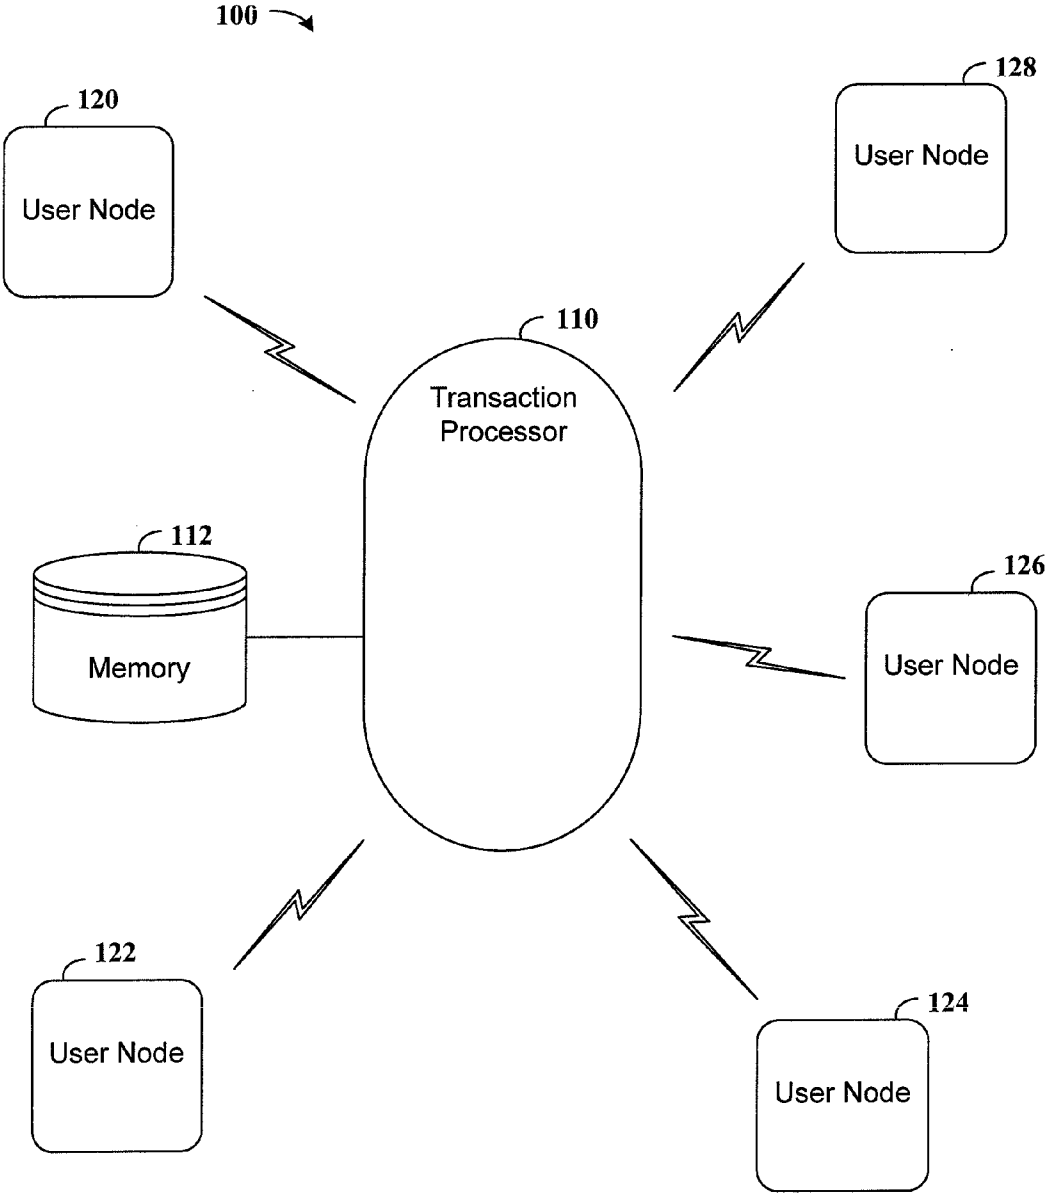 100
120
User Node
128
User Node
110
Transaction
Processor
112
Memory
126
User Node
122
User Node
124
User Node